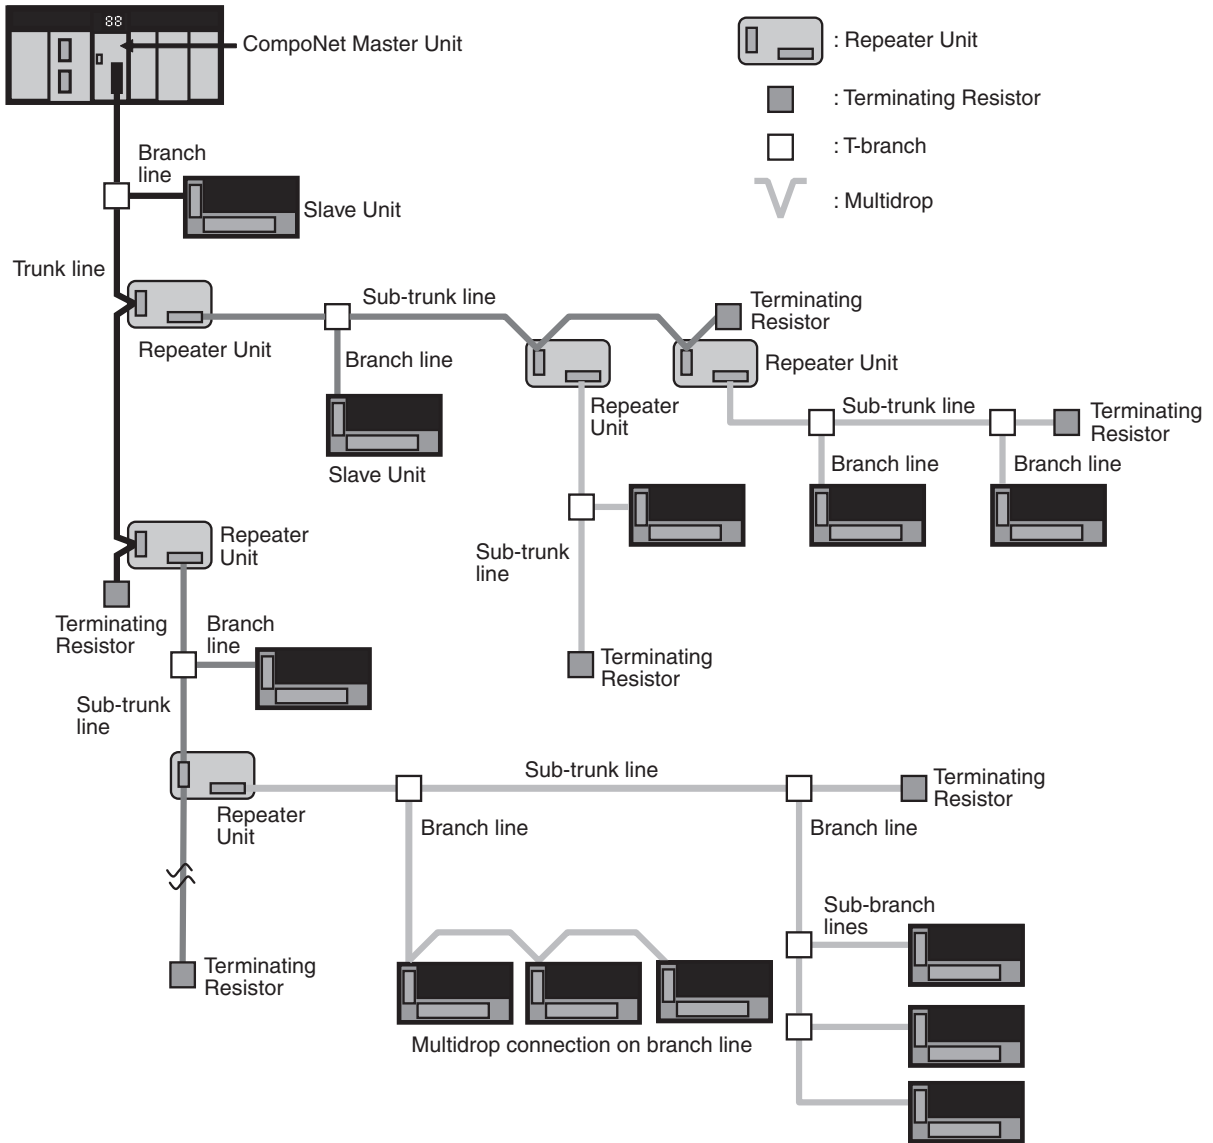 88
CompoNet Master Unit
: Repeater Unit
: Terminating Resistor
: T-branch
: Multidrop
Branch
line
Slave Unit
Trunk line
Repeater Unit
Sub-trunk line
Branch line
Slave Unit
Terminating
Resistor
Repeater Unit
Repeater
Unit
Sub-trunk line
Terminating
Resistor
Branch line
Branch line
Sub-trunk
line
Terminating
Resistor
Repeater
Unit
Terminating
Resistor
Branch
line
Sub-trunk
line
Repeater
Unit
Sub-trunk line
Terminating
Resistor
Branch line
Branch line
Sub-branch
lines
Terminating
Resistor
Multidrop connection on branch line